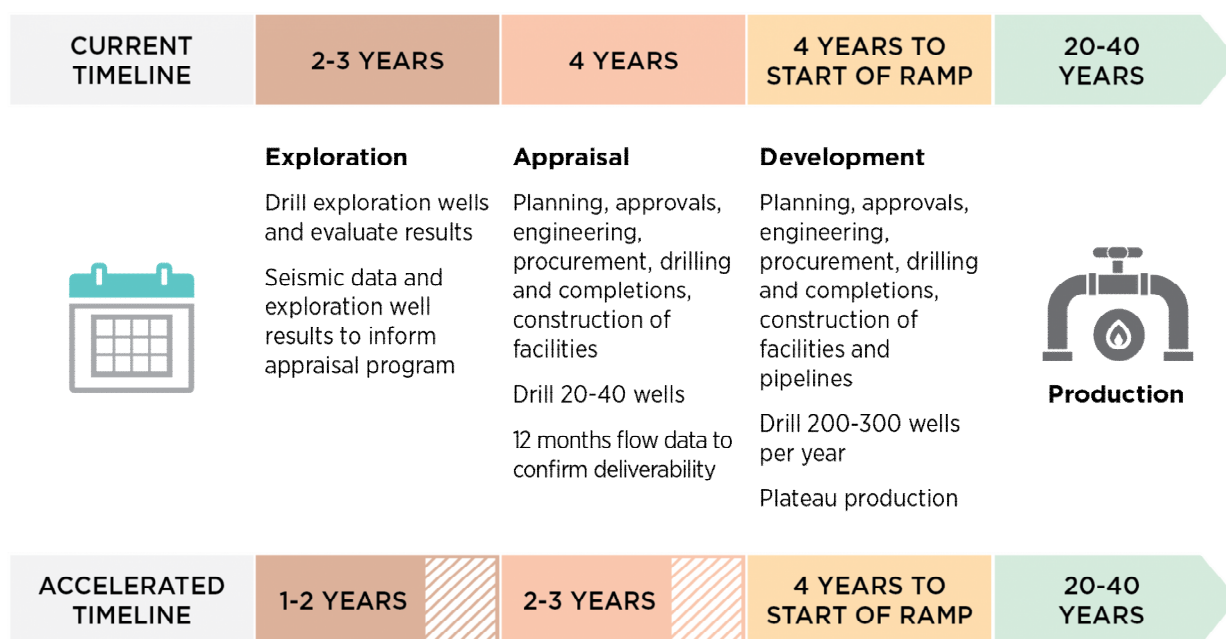 CURRENT
TIMELINE
2-3 YEARS
4 YEARS
4 YEARS TO
START OF RAMP
20-40
YEARS
Exploration
Drill exploration wells
and evaluate results
Seismic data and
exploration well
results to inform
appraisal program
Appraisal
Planning, approvals,
engineering,
procurement, drilling
and completions,
construction of
facilities
Drill 20-40 wells
12 months flow data to
confirm deliverability
Development
Planning, approvals,
engineering,
procurement, drilling
and completions,
construction of
facilities and
pipelines
Drill 200-300 wells
per year
Plateau production
Production
ACCELERATED
TIMELINE
1-2 YEARS
2-3 YEARS
4 YEARS TO
START OF RAMP
20-40
YEARS